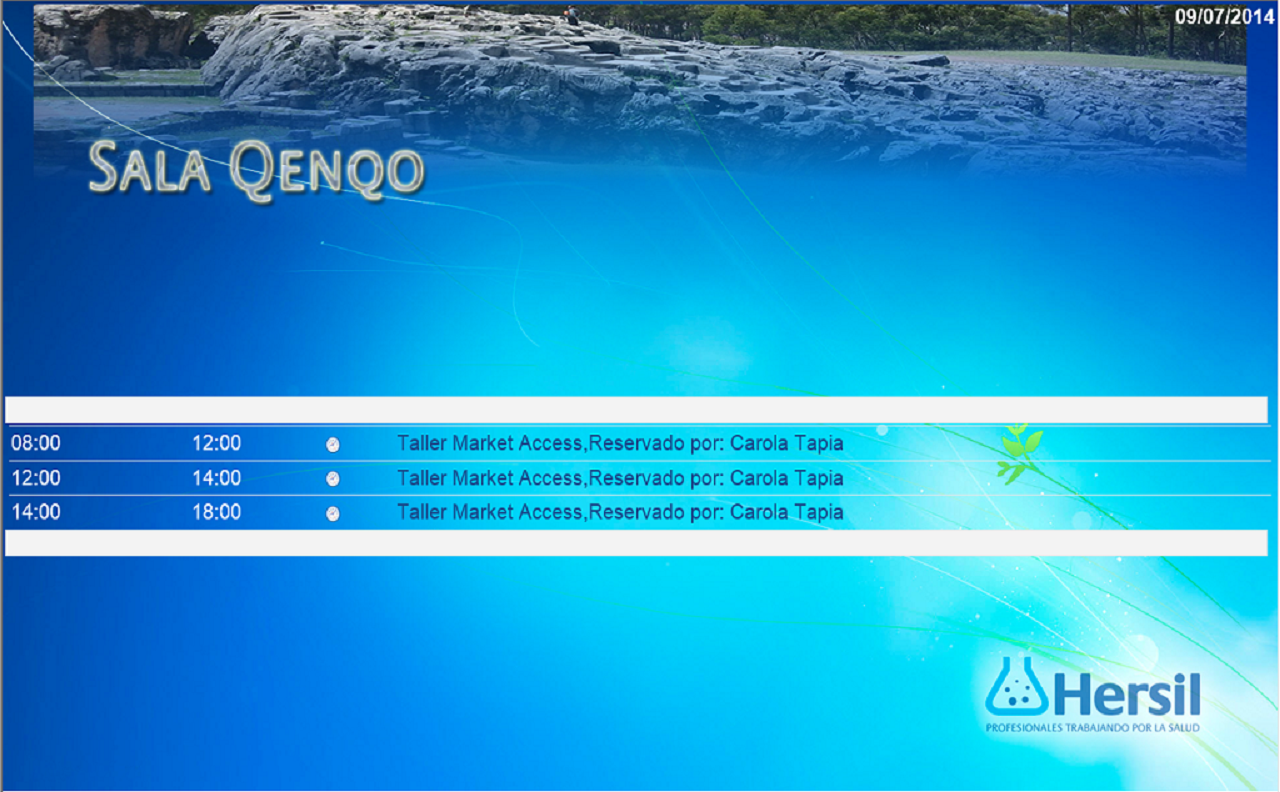 09/07/2014
SALA QENQO
08:00 12:00 Taller Market Access,Reservado por: Carola Tapia
12:00 14:00 Taller Market Access,Reservado por: Carola Tapia
14:00 18:00 Taller Market Access,Reservado por: Carola Tapia
Hersil
PROFESIONALES TRABAJANDO POR LA SALUD